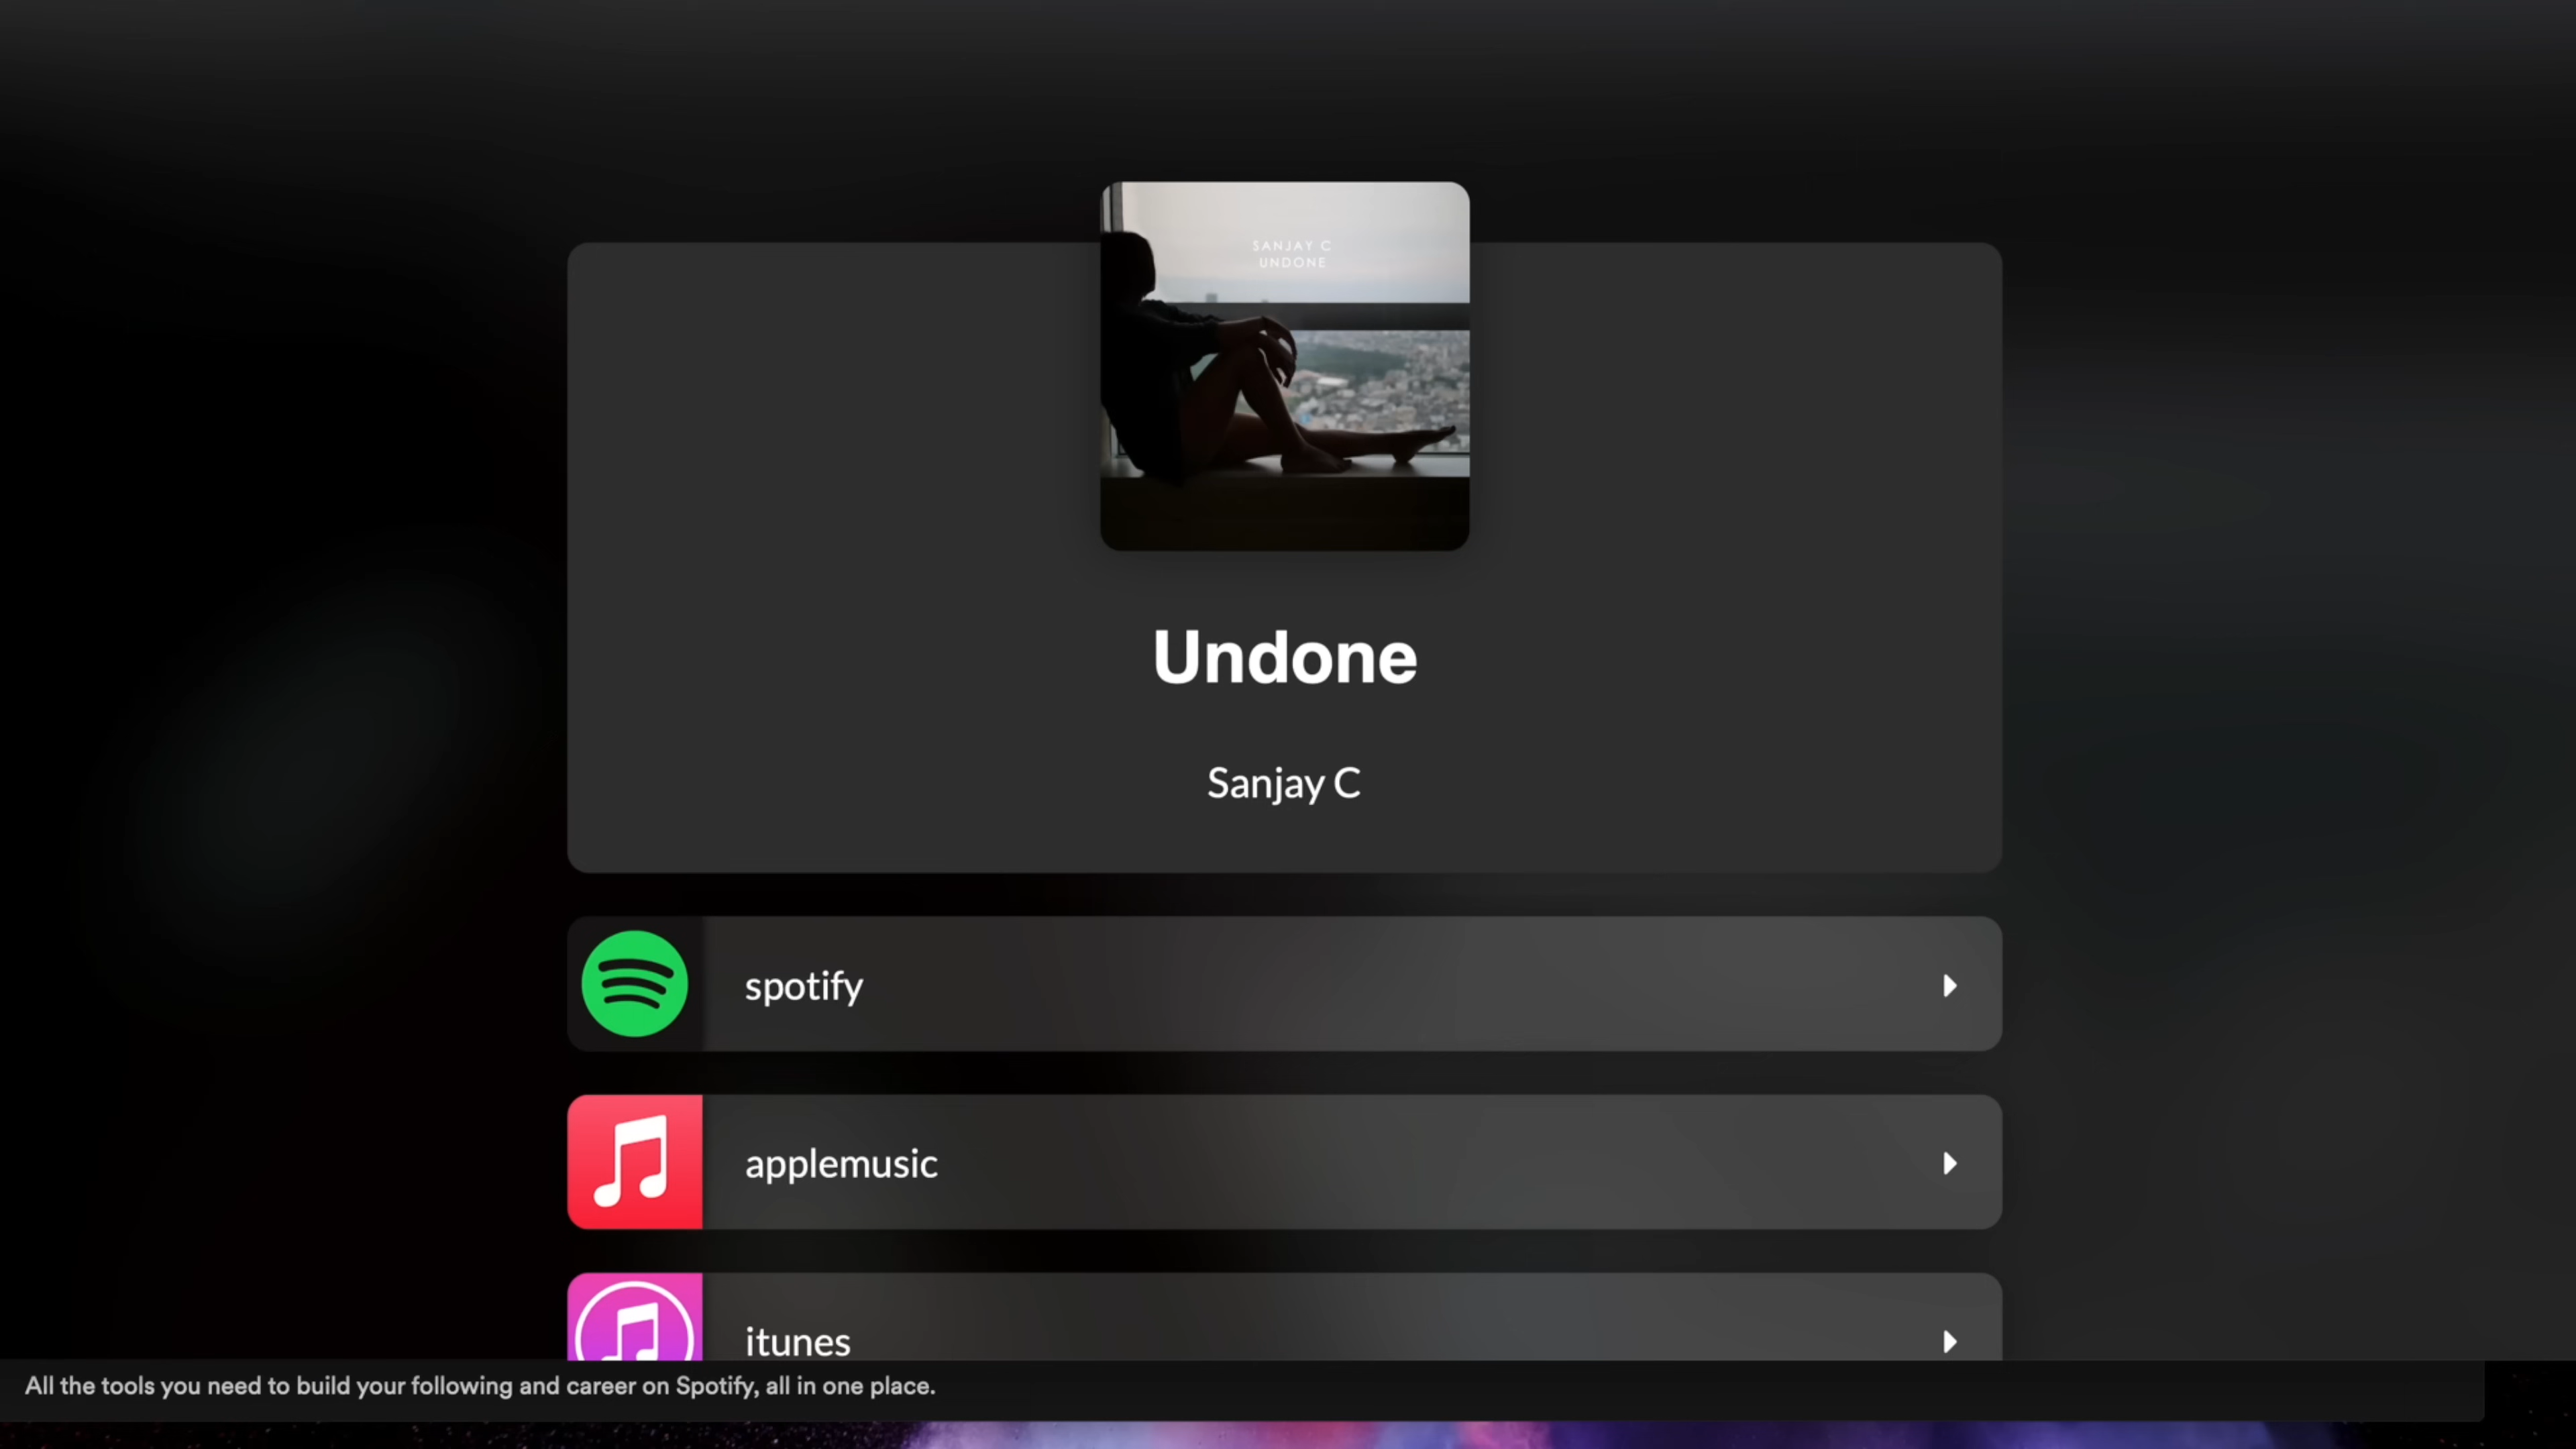 SANJAY C
UNDONE
Undone
Sanjay C
spotify
applemusic
itunes
All the tools you need to build your following and career on Spotify, all in one place.